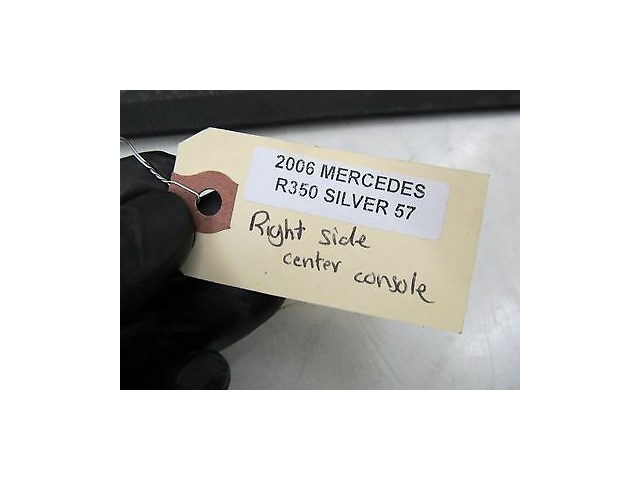 2006 MERCEDES
R350 SILVER 57
Right side
center console